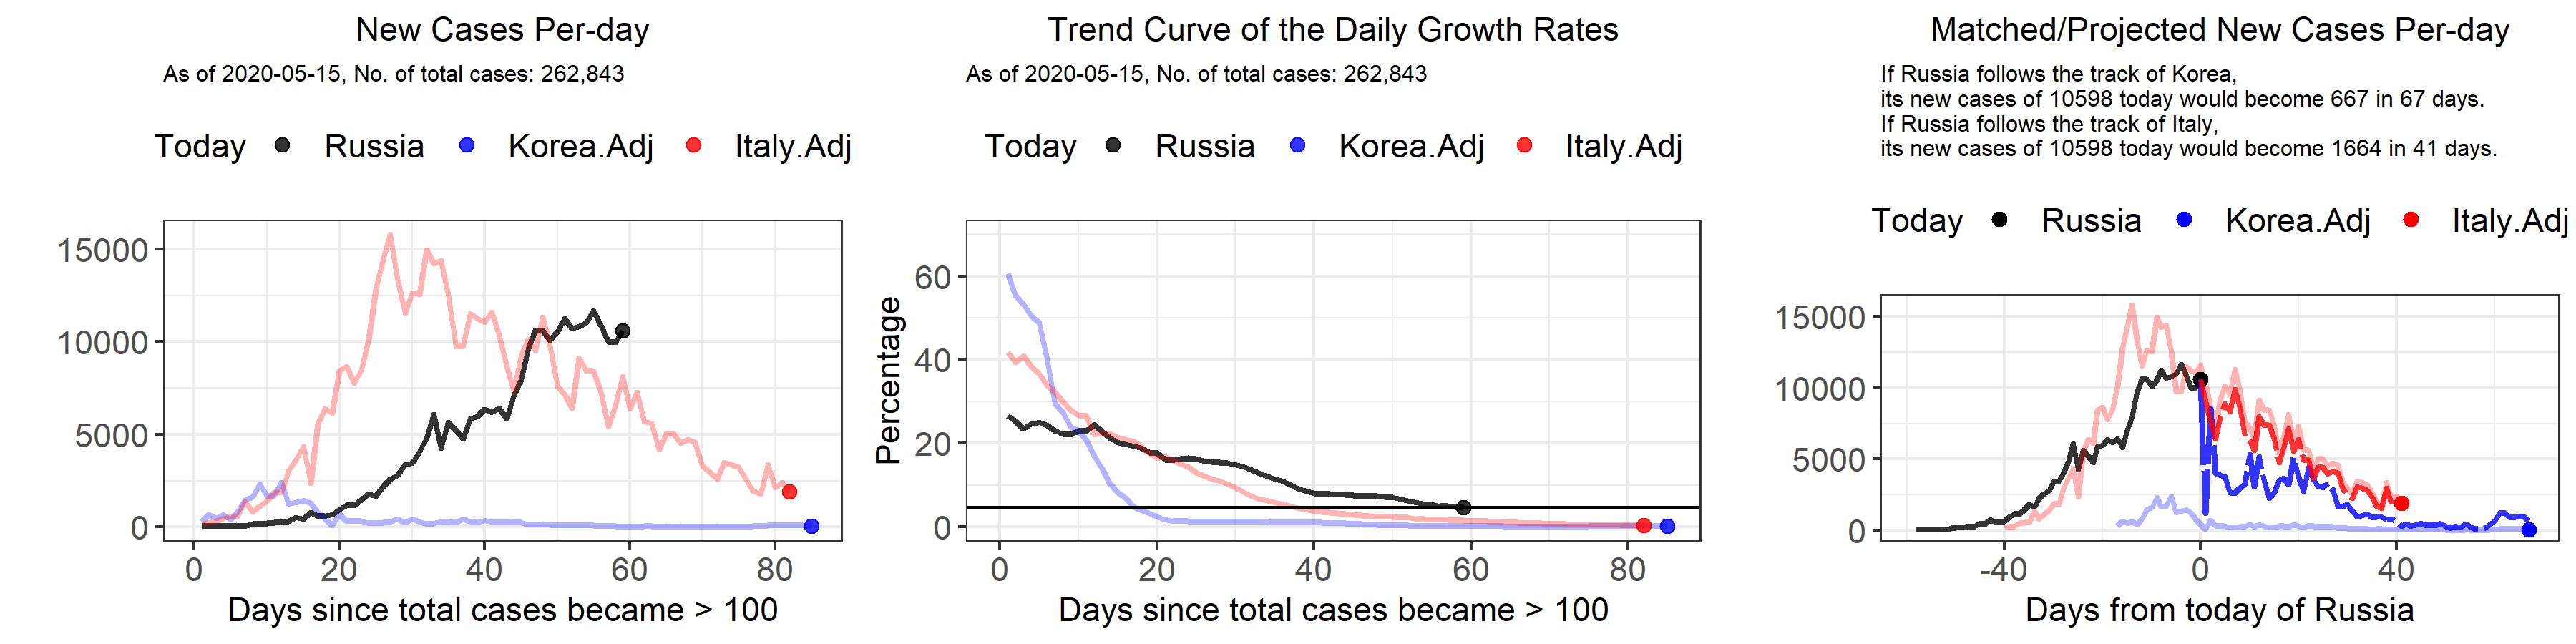 New Cases Per-day
As of 2020-05-15, No. of total cases: 262,843
Today Russia Korea.Adj Italy.Adj
15000
10000
5000
0
0 20 40 60 80
Days since total cases became > 100
Trend Curve of the Daily Growth Rates
As of 2020-05-15, No. of total cases: 262,843
Today Russia Korea.Adj Italy.Adj
Percentage
60
40
20
0
0 20 40 60 80
Days since total cases became > 100
Matched/Projected New Cases Per-day
If Russia follows the track of Korea,
its new cases of 10598 today would become 667 in 67 days.
If Russia follows the track of Italy,
its new cases of 10598 today would become 1664 in 41 days.
Today Russia Korea.Adj Italy.Adj
15000
10000
5000
0
-40 0 40
Days from today of Russia